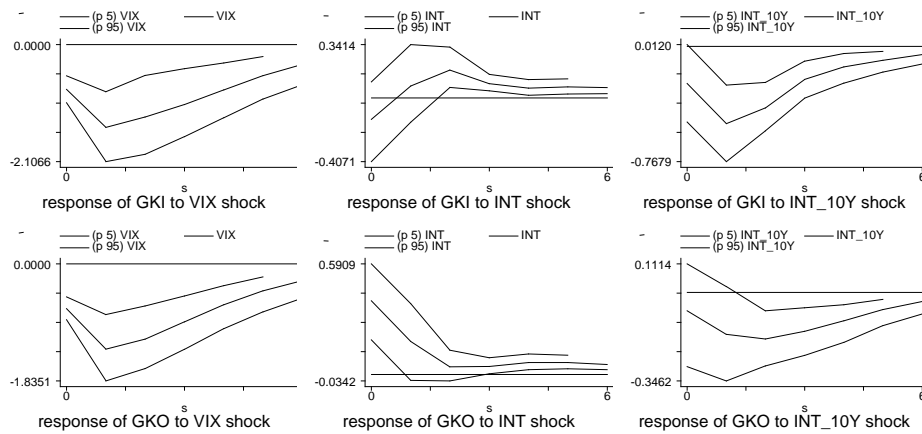 (p 5) VIX VIX
(p 95) VIX
0.0000
-2.1066
0
s
response of GKI to VIX shock
(p 5) INT INT
(p 95) INT
0.3414
-0.4071
0 6
s
response of GKI to INT shock
(p 5) INT_10Y INT_10Y
(p 95) INT_10Y
0.0120
-0.7679
0 6
s
response of GKI to INT_10Y shock
(p 5) VIX VIX
(p 95) VIX
0.0000
-1.8351
0
s
response of GKO to VIX shock
(p 5) INT INT
(p 95) INT
0.5909
-0.0342
0 6
s
response of GKO to INT shock
(p 5) INT_10Y INT_10Y
(p 95) INT_10Y
0.1114
-0.3462
0 6
s
response of GKO to INT_10Y shock